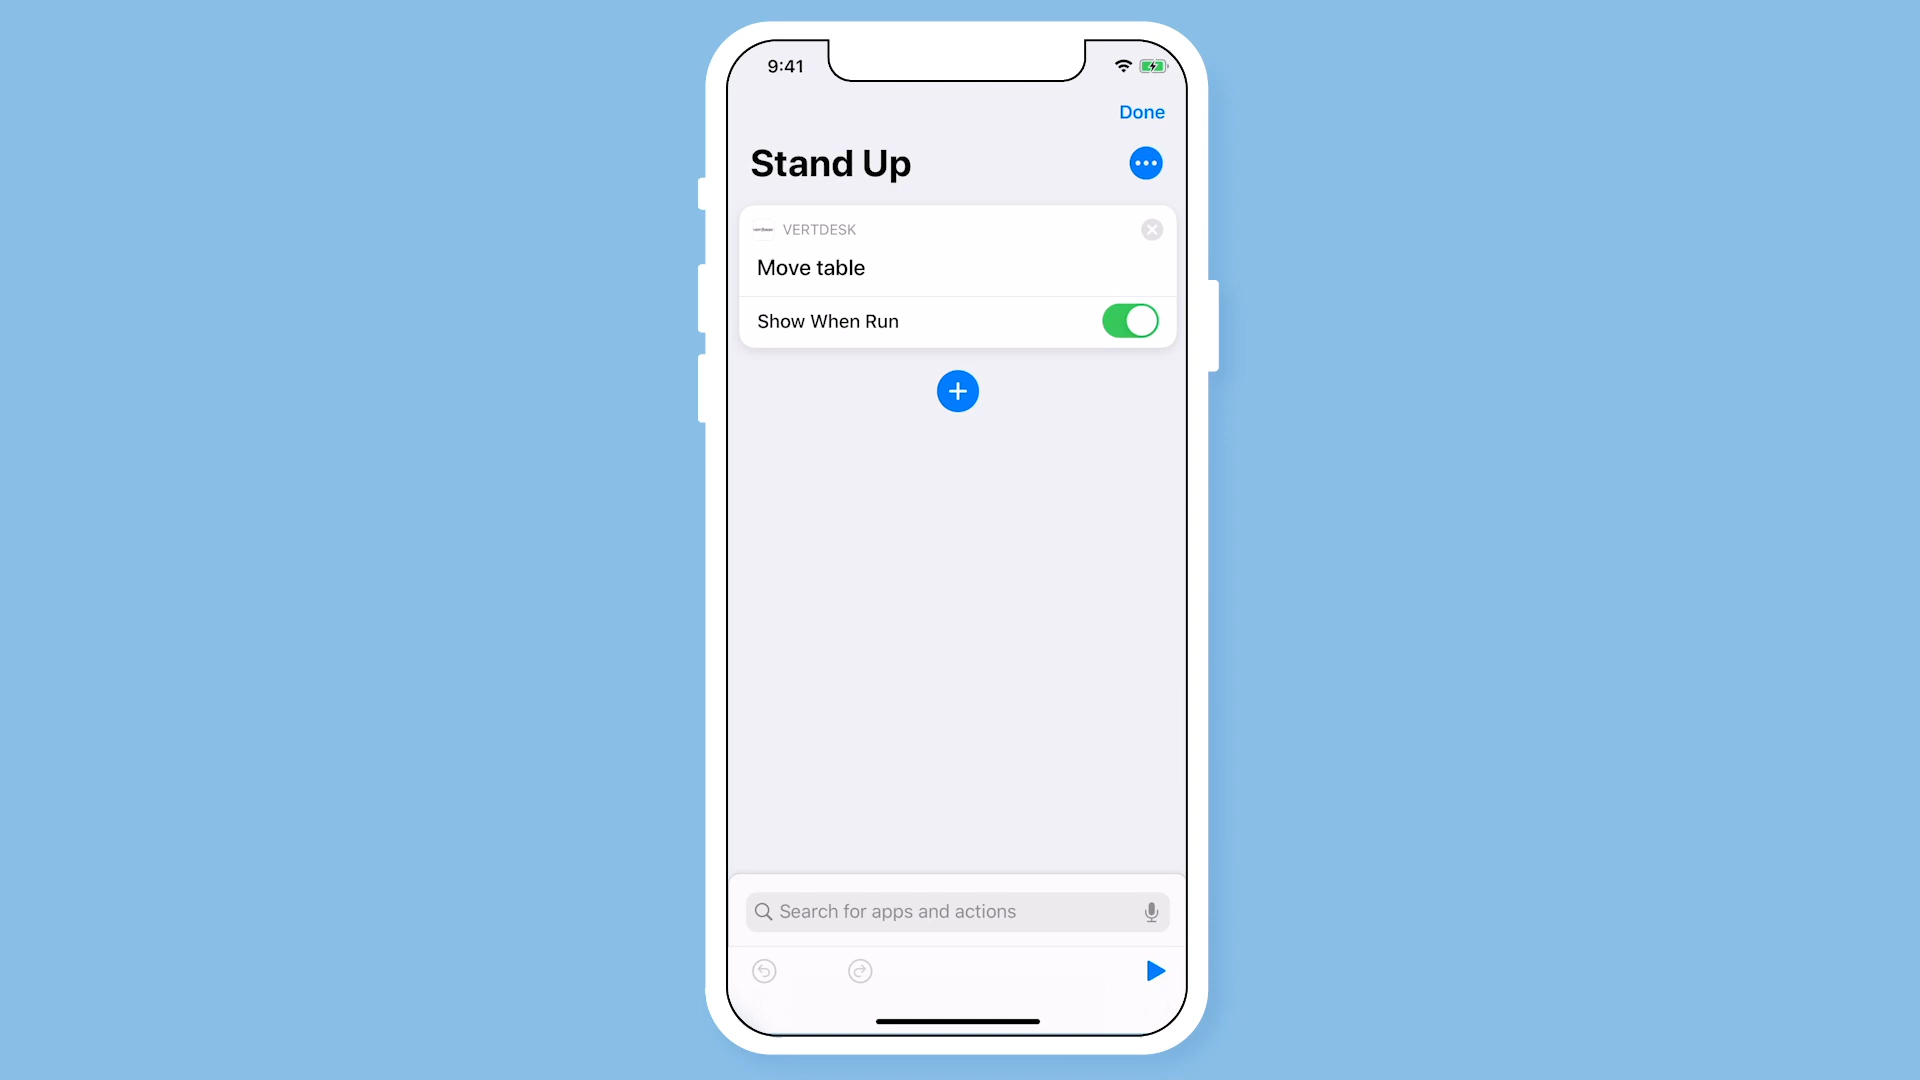 9:41
Done
Stand Up
VERTDESK
Move table
Show When Run
Search for apps and actions